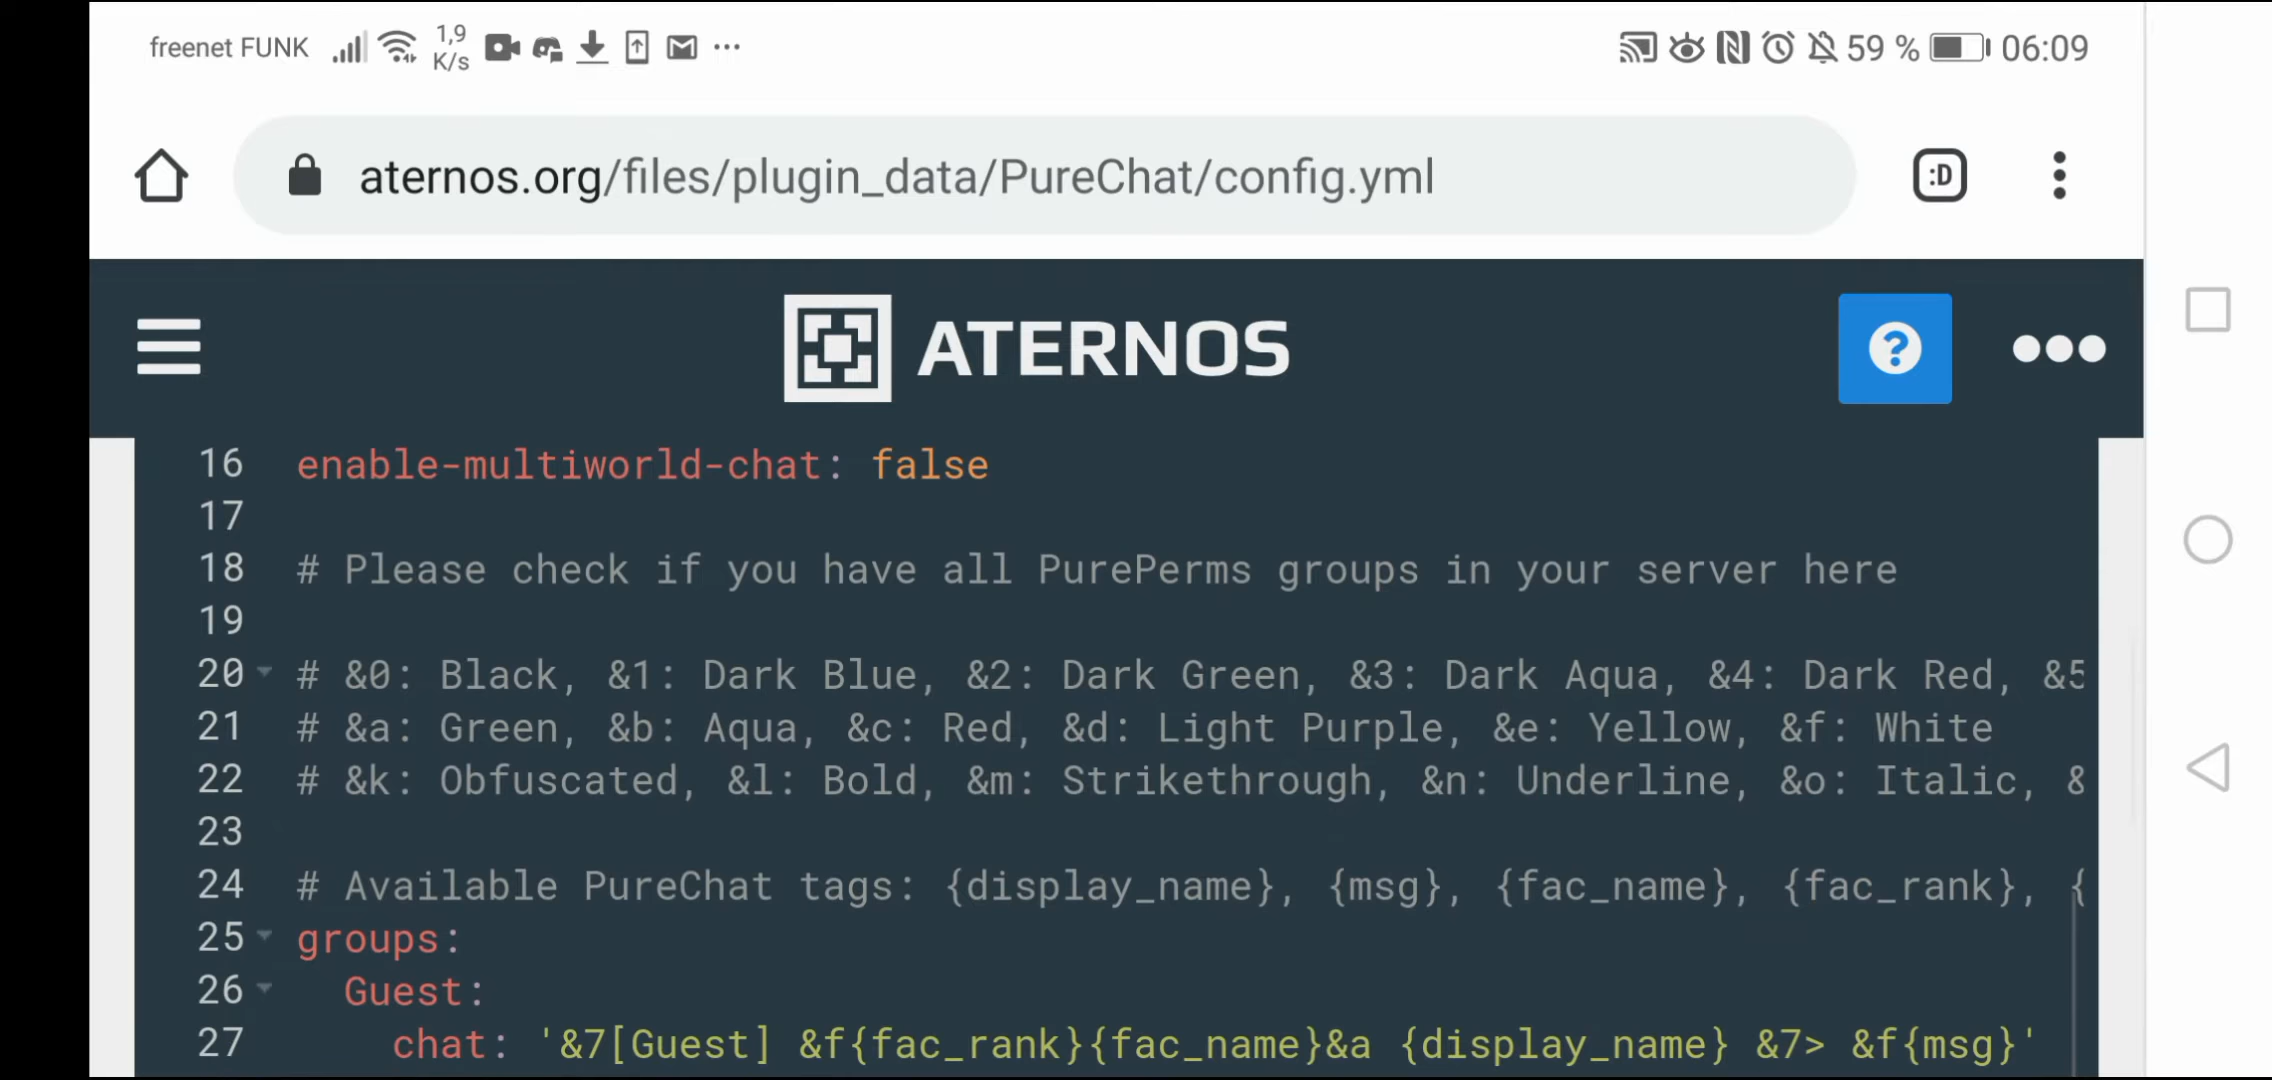 freenet FUNK 1,9 K/s 59 % 06:09
aternos.org/files/plugin_data/PureChat/config.yml :D
ATERNOS
16 enable-multiworld-chat: false
17
18 # Please check if you have all PurePerms groups in your server here
19
20 # &0: Black, &1: Dark Blue, &2: Dark Green, &3: Dark Aqua, &4: Dark Red, &5
21 # &a: Green, &b: Aqua, &c: Red, &d: Light Purple, &e: Yellow, &f: White
22 # &k: Obfuscated, &l: Bold, &m: Strikethrough, &n: Underline, &o: Italic, &
23
24 # Available PureChat tags: {display_name}, {msg}, {fac_name}, {fac_rank}, {
25 groups:
26 Guest:
27 chat: '&7[Guest] &f{fac_rank}{fac_name}&a {display_name} &7> &f{msg}'